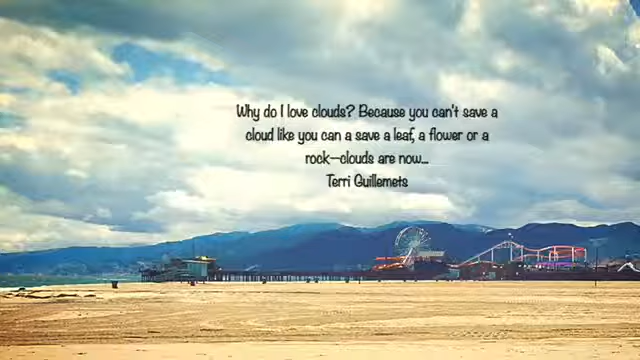 Why do I love clouds? Because you can't save a
cloud like you can a save a leaf, a flower or a
rock—clouds are now...
Terri Guillemets